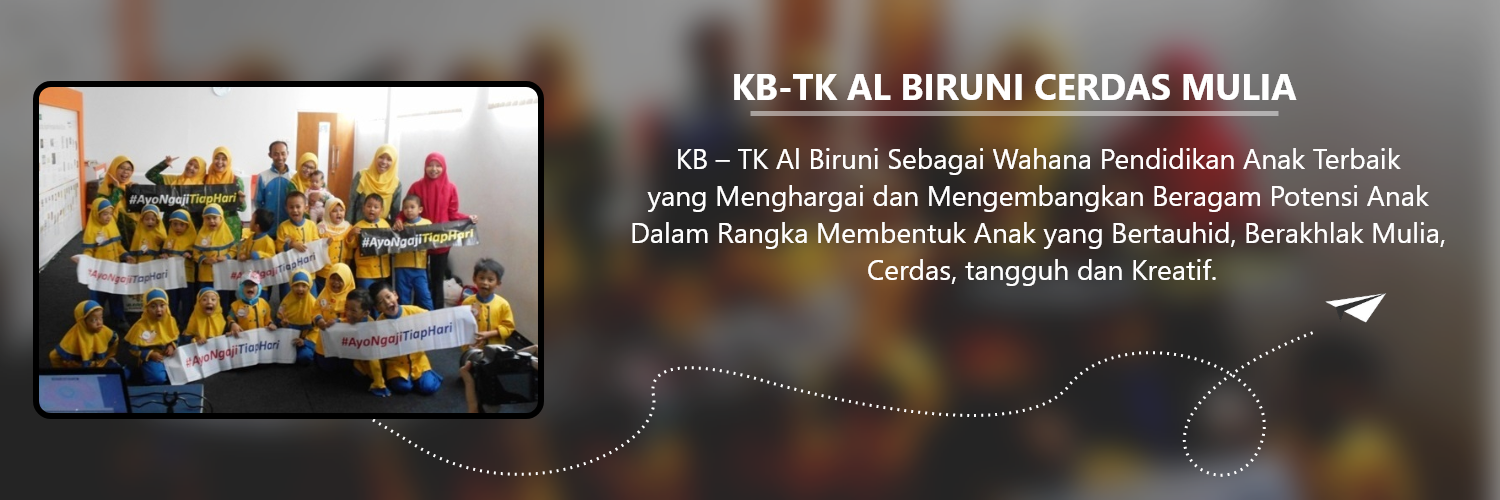 KB-TK AL BIRUNI CERDAS MULIA
KB – TK Al Biruni Sebagai Wahana Pendidikan Anak Terbaik
yang Menghargai dan Mengembangkan Beragam Potensi Anak
Dalam Rangka Membentuk Anak yang Bertauhid, Berakhlak Mulia,
Cerdas, tangguh dan Kreatif.
#AyoNgajiTiapHari
#AyoNgajiTiapHari
#AyoNgajiTiapHari
#AyoNgajiTiapHari
#AyoNgajiTiapHari
#AyoNgajiTiapHari